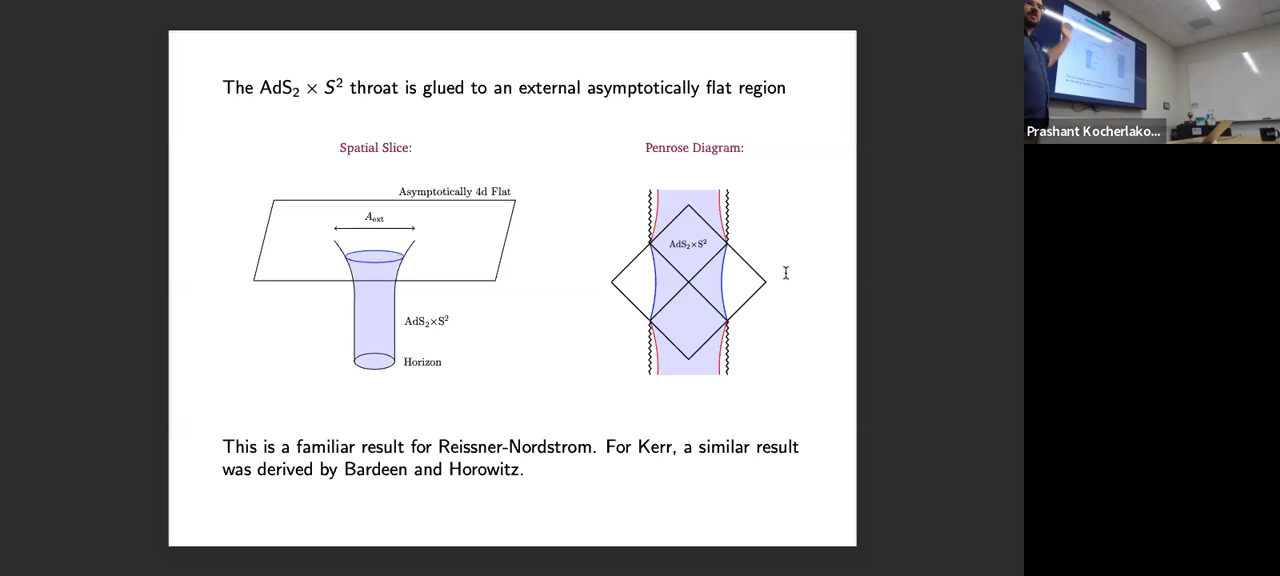 The AdS₂ × S² throat is glued to an external asymptotically flat region
Spatial Slice:
Penrose Diagram:
Asymptotically 4d Flat
A_ext
AdS₂×S²
Horizon
AdS₂×S²
This is a familiar result for Reissner-Nordstrom. For Kerr, a similar result
was derived by Bardeen and Horowitz.
Prashant Kocherlako...